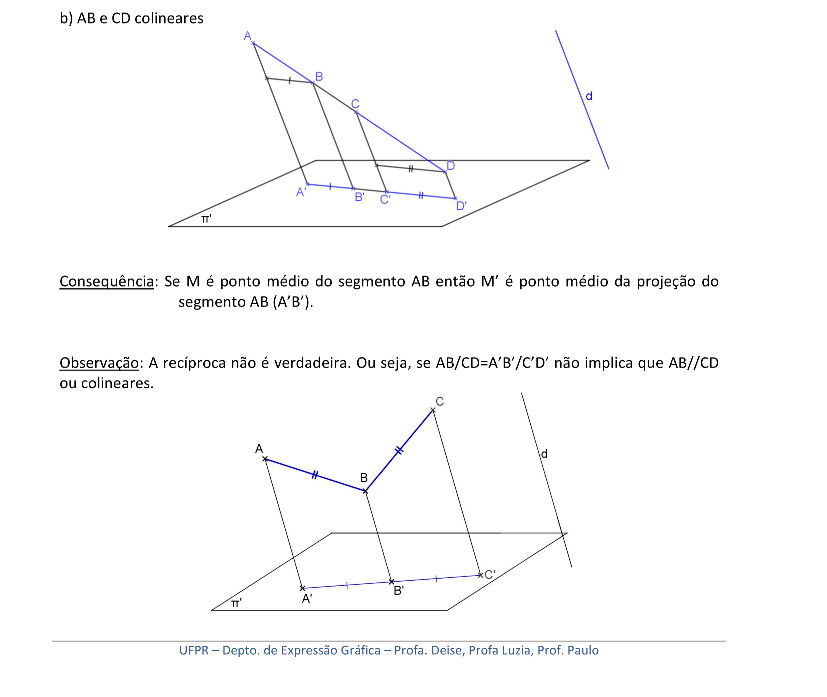 b) AB e CD colineares
A
B
C
d
D
A'
B'
C'
D'
π'
Consequência: Se M é ponto médio do segmento AB então M’ é ponto médio da projeção do
segmento AB (A’B’).
Observação: A recíproca não é verdadeira. Ou seja, se AB/CD=A’B’/C’D’ não implica que AB//CD
ou colineares.
C
A
d
B
C'
B'
A'
π'
UFPR – Depto. de Expressão Gráfica – Profa. Deise, Profa Luzia, Prof. Paulo